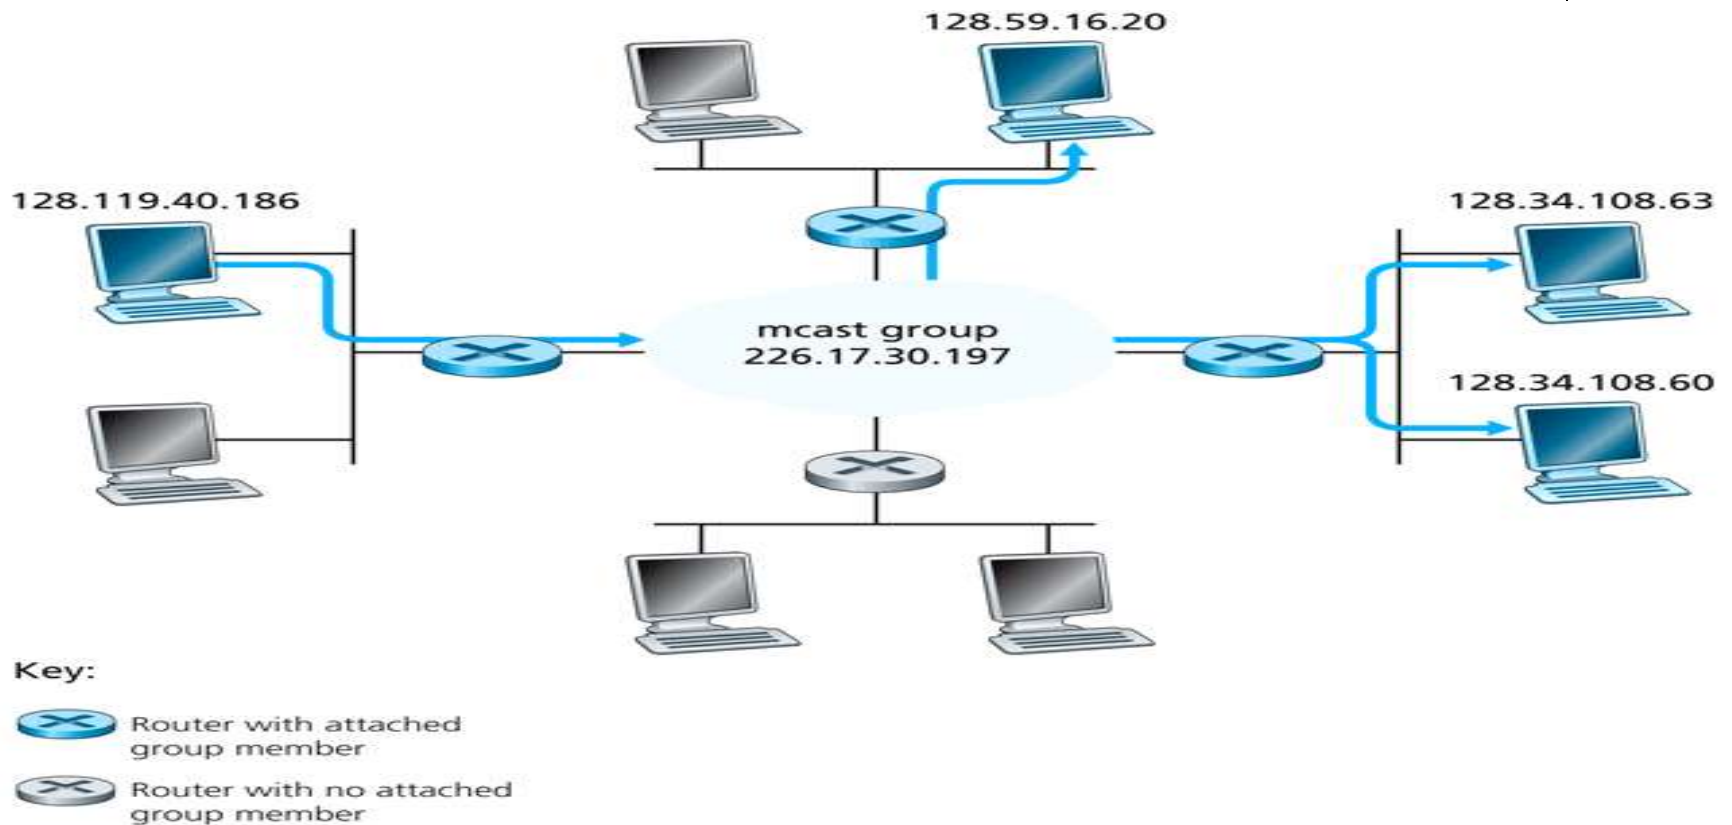 128.59.16.20
128.119.40.186
128.34.108.63
mcast group
226.17.30.197
128.34.108.60
Key:
Router with attached
group member
Router with no attached
group member